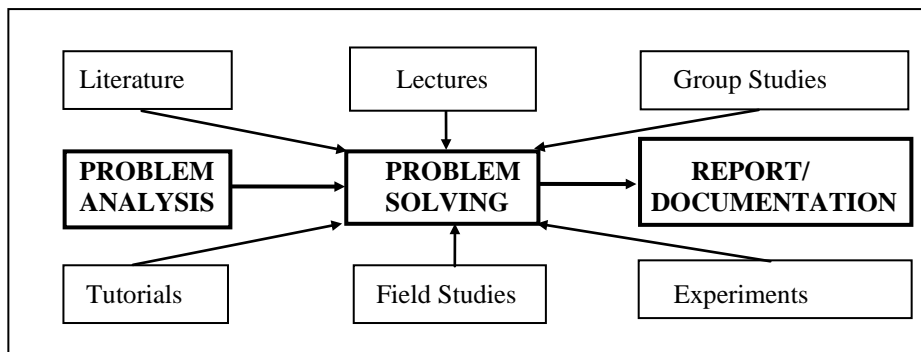 Literature
Lectures
Group Studies
PROBLEM
ANALYSIS
PROBLEM
SOLVING
REPORT/
DOCUMENTATION
Tutorials
Field Studies
Experiments